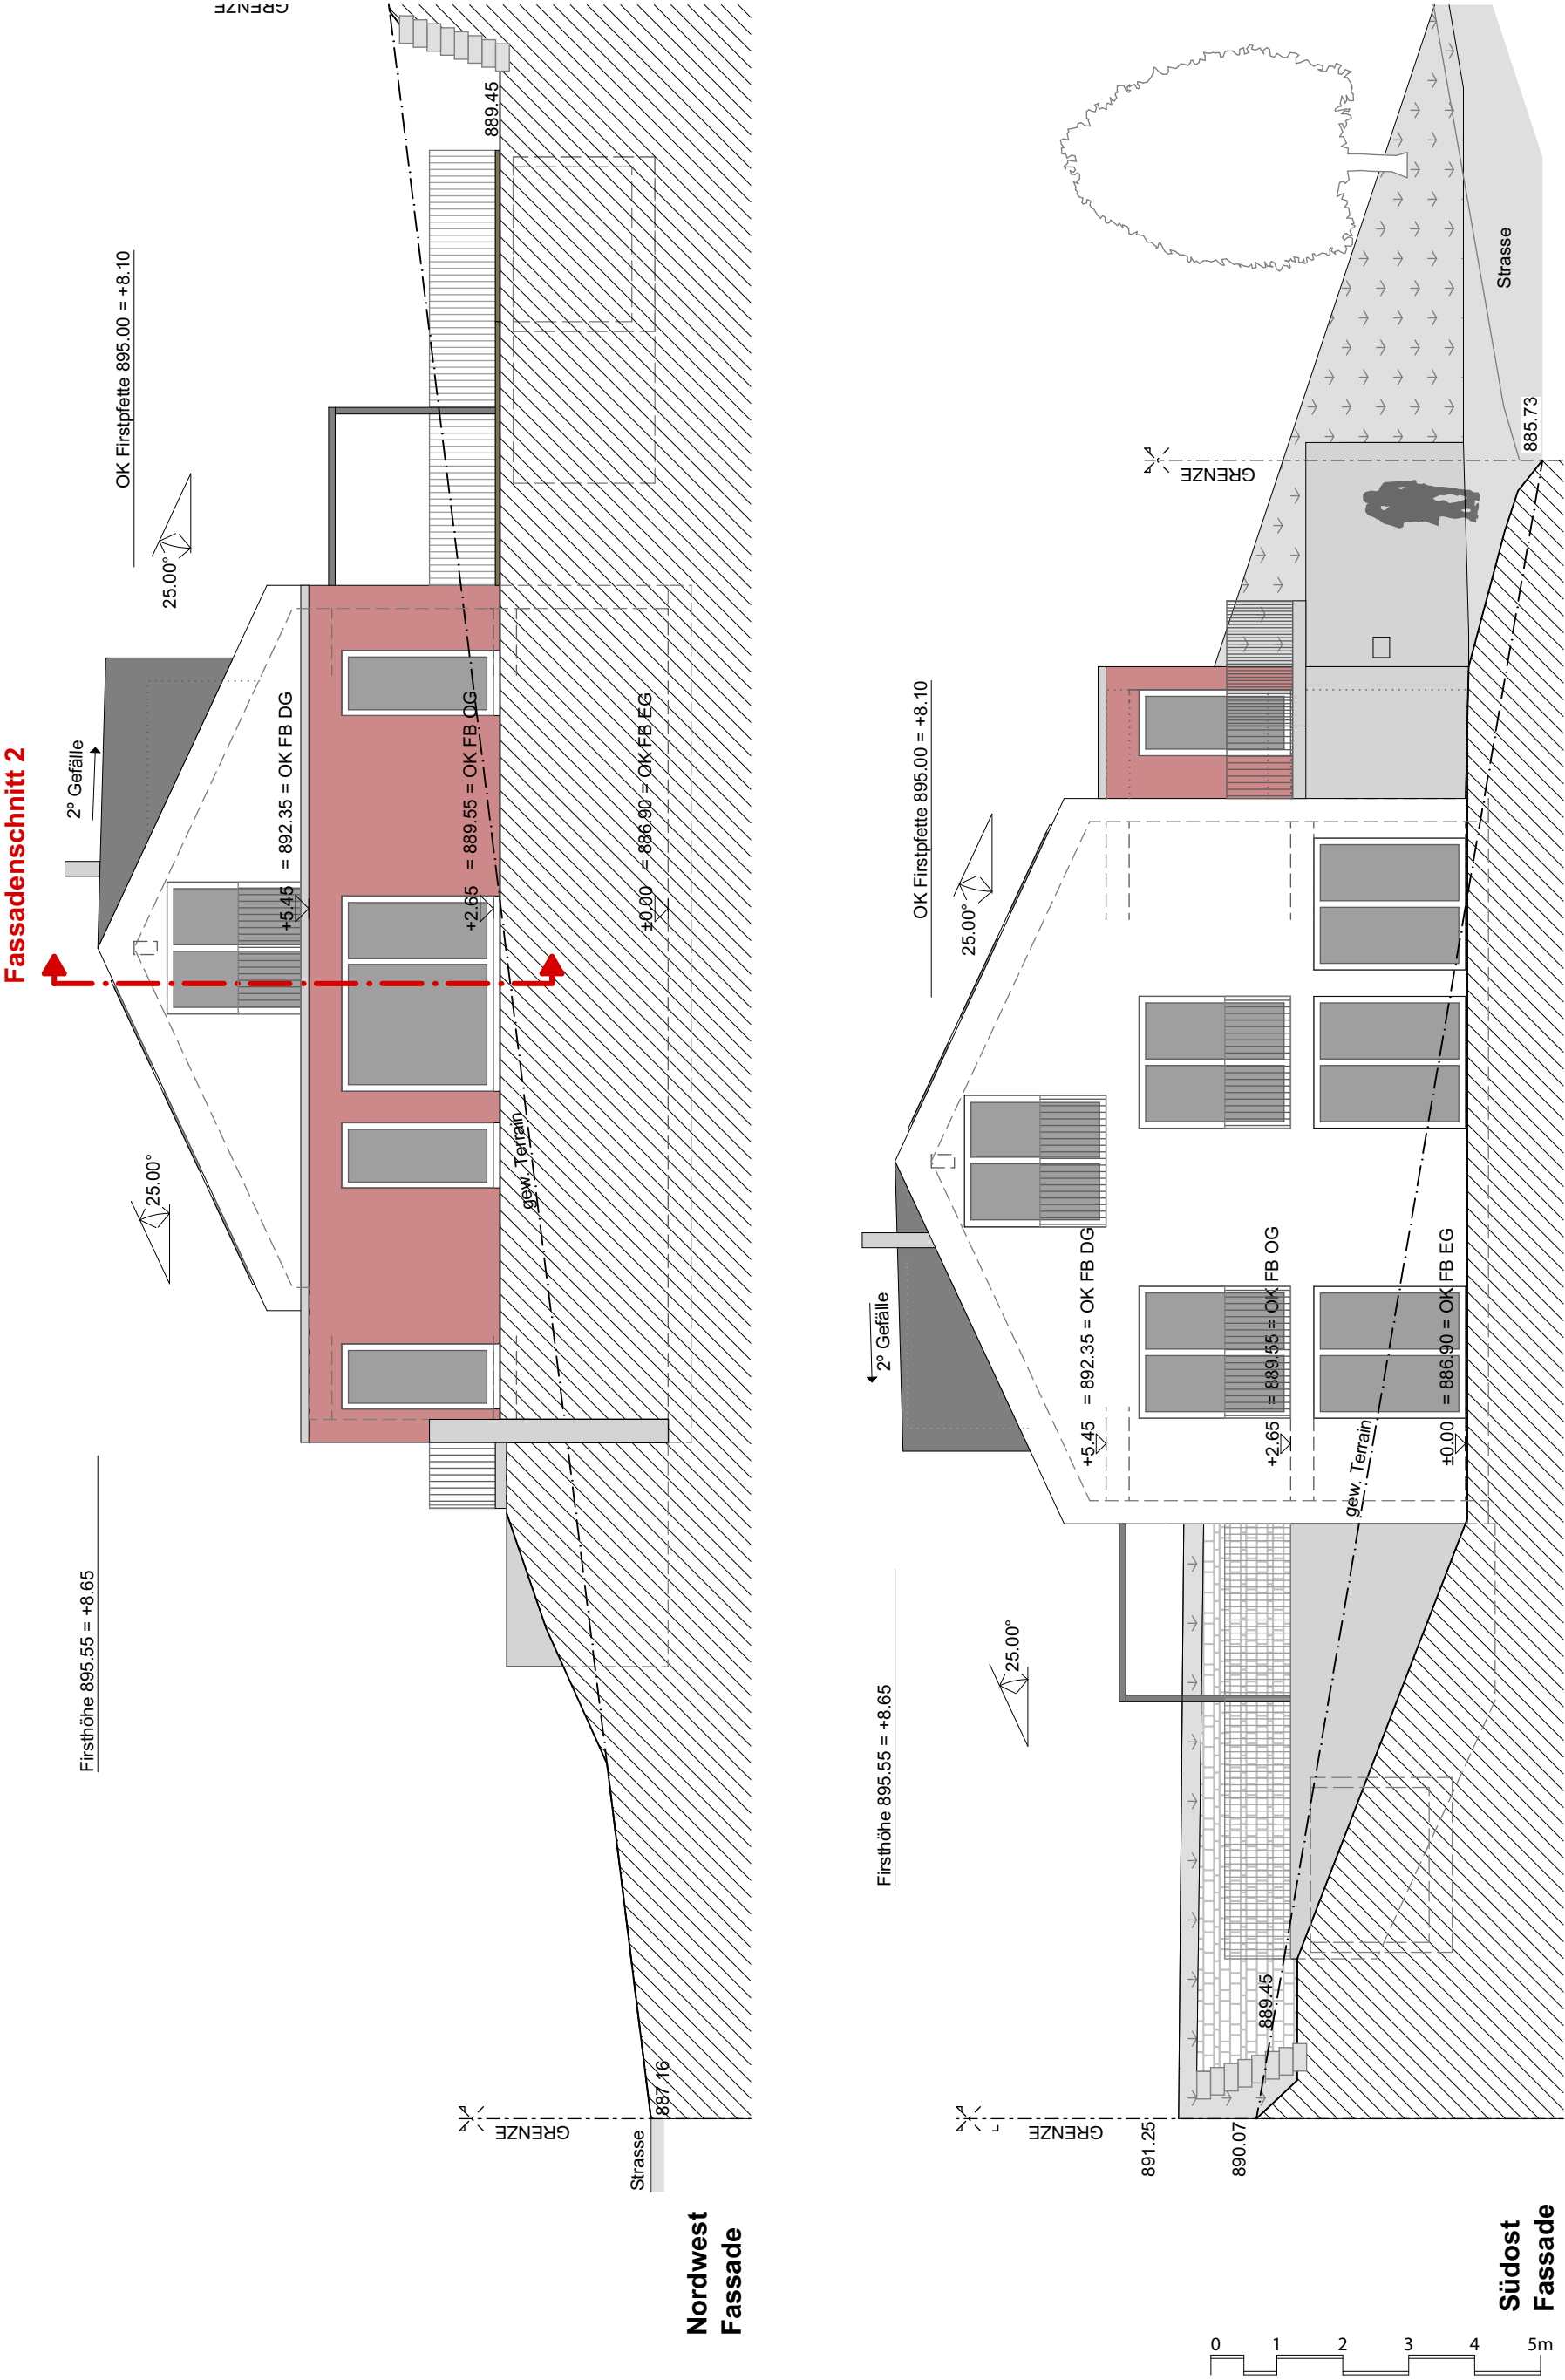 Nordwest
Fassade
Fassadenschnitt 2
Firsthöhe 895.55 = +8.65
OK Firstpfette 895.00 = +8.10
2º Gefälle
25.00°
25.00°
+5.45 = 892.35 = OK FB DG
+2.65 = 889.55 = OK FB OG
±0.00 = 886.90 = OK FB EG
gew. Terrain
GRENZE
889.45
GRENZE
Strasse
887.16
Südost
Fassade
Firsthöhe 895.55 = +8.65
OK Firstpfette 895.00 = +8.10
2º Gefälle
25.00°
25.00°
+5.45 = 892.35 = OK FB DG
+2.65 = 889.55 = OK FB OG
±0.00 = 886.90 = OK FB EG
gew. Terrain
GRENZE
891.25
890.07
889.45
GRENZE
Strasse
885.73
0 1 2 3 4 5m